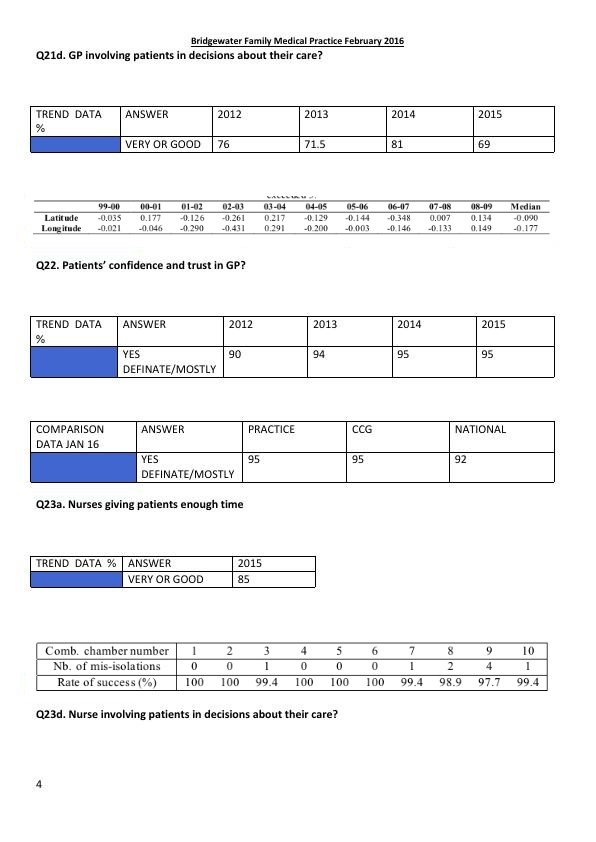 Bridgewater Family Medical Practice February 2016
Q21d. GP involving patients in decisions about their care?
TREND DATA % ANSWER 2012 2013 2014 2015
VERY OR GOOD 76 71.5 81 69
99-00 00-01 01-02 02-03 03-04 04-05 05-06 06-07 07-08 08-09 Median
Latitude -0.035 0.177 -0.126 -0.261 0.217 -0.129 -0.144 -0.348 0.007 0.134 -0.090
Longitude -0.021 -0.046 -0.290 -0.431 0.291 -0.200 -0.003 -0.146 -0.133 0.149 -0.177
Q22. Patients’ confidence and trust in GP?
TREND DATA % ANSWER 2012 2013 2014 2015
YES DEFINATE/MOSTLY 90 94 95 95
COMPARISON DATA JAN 16 ANSWER PRACTICE CCG NATIONAL
YES DEFINATE/MOSTLY 95 95 92
Q23a. Nurses giving patients enough time
TREND DATA % ANSWER 2015
VERY OR GOOD 85
Comb. chamber number 1 2 3 4 5 6 7 8 9 10
Nb. of mis-isolations 0 0 1 0 0 0 1 2 4 1
Rate of success (%) 100 100 99.4 100 100 100 99.4 98.9 97.7 99.4
Q23d. Nurse involving patients in decisions about their care?
4